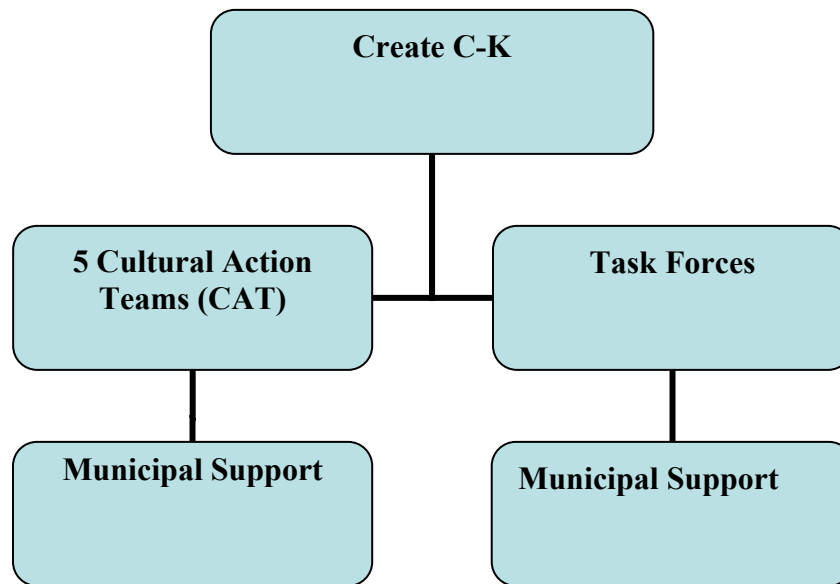 Create C-K
5 Cultural Action
Teams (CAT)
Task Forces
Municipal Support
Municipal Support